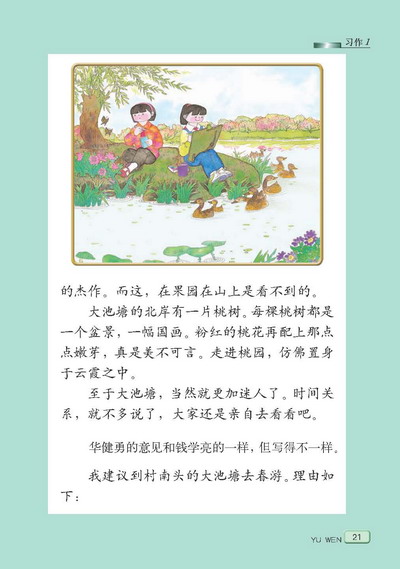 习作1
的杰作。而这，在果园在山上是看不到的。
大池塘的北岸有一片桃树。每棵桃树都是
一个盆景，一幅国画。粉红的桃花再配上那点
点嫩芽，真是美不可言。走进桃园，仿佛置身
于云霞之中。
至于大池塘，当然就更加迷人了。时间关
系，就不多说了，大家还是亲自去看看吧。
华健勇的意见和钱学亮的一样，但写得不一样。
我建议到村南头的大池塘去春游。理由如
下：
YU WEN 21